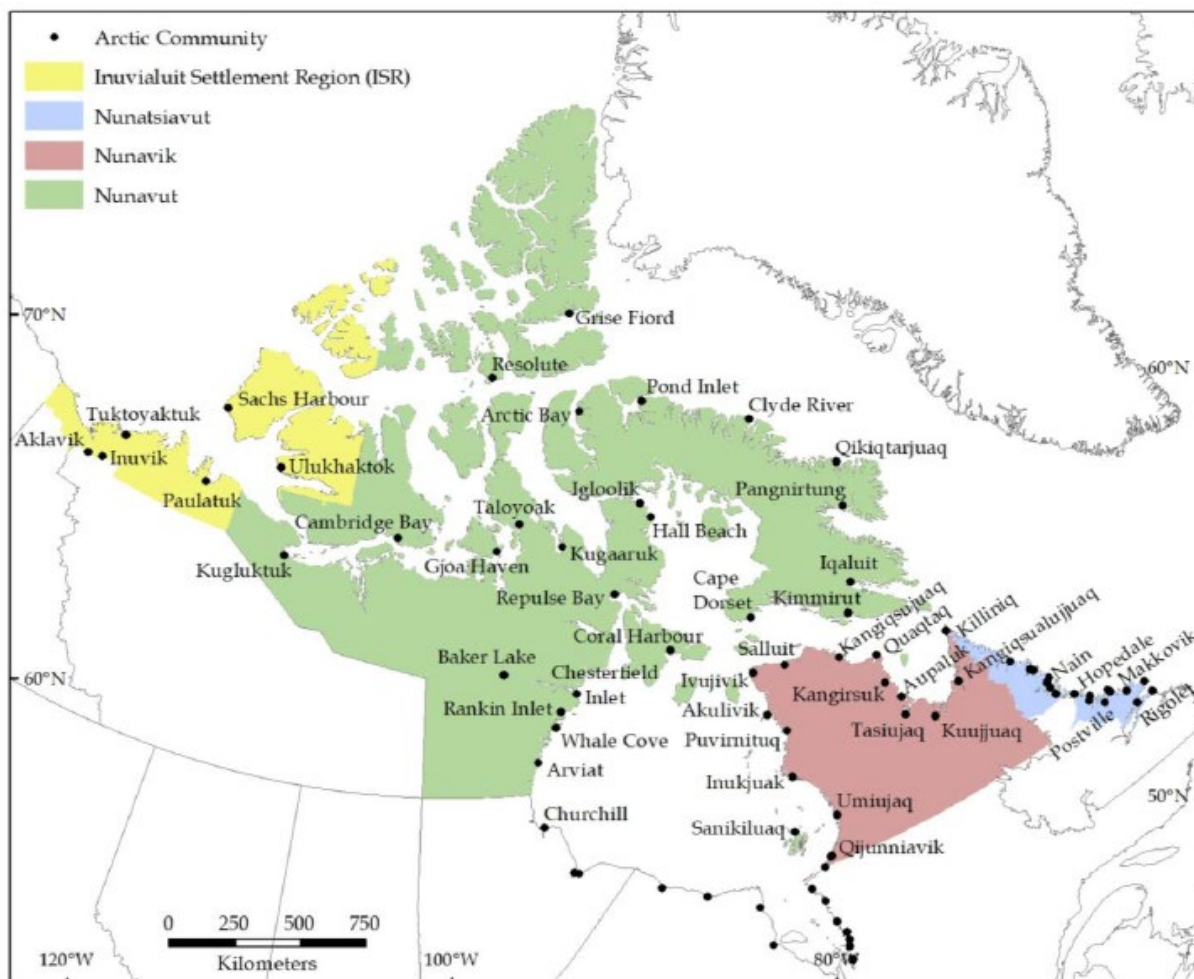 Arctic Community
Inuvialuit Settlement Region (ISR)
Nunatsiavut
Nunavik
Nunavut
70°N
Grise Fiord
Resolute
60°N
Pond Inlet
Sachs Harbour
Arctic Bay
Clyde River
Tuktoyaktuk
Aklavik
Inuvik
Ulukhaktok
Qikiqtarjuaq
Paulatuk
Igloolik
Pangnirtung
Taloyoak
Cambridge Bay
Hall Beach
Kugluktuk
Gjoa Haven
Kugaaruk
Iqaluit
Repulse Bay
Cape
Dorset
Kimmirut
Kangiqsujuaq
Quaqtaq
Killiniq
Kangiqsualujjuaq
Coral Harbour
Salluit
Aupaluk
Nain
Hopedale
Makkovik
60°N
Baker Lake
Chesterfield
Inlet
Ivujivik
Kangirsuk
Rankin Inlet
Akulivik
Tasiujaq
Kuujjuaq
Postville
Rigolet
Whale Cove
Puvirnituq
Arviat
Inukjuak
50°N
Umiujaq
Churchill
Sanikiluaq
Qijunniavik
0 250 500 750
Kilometers
120°W
100°W
80°W